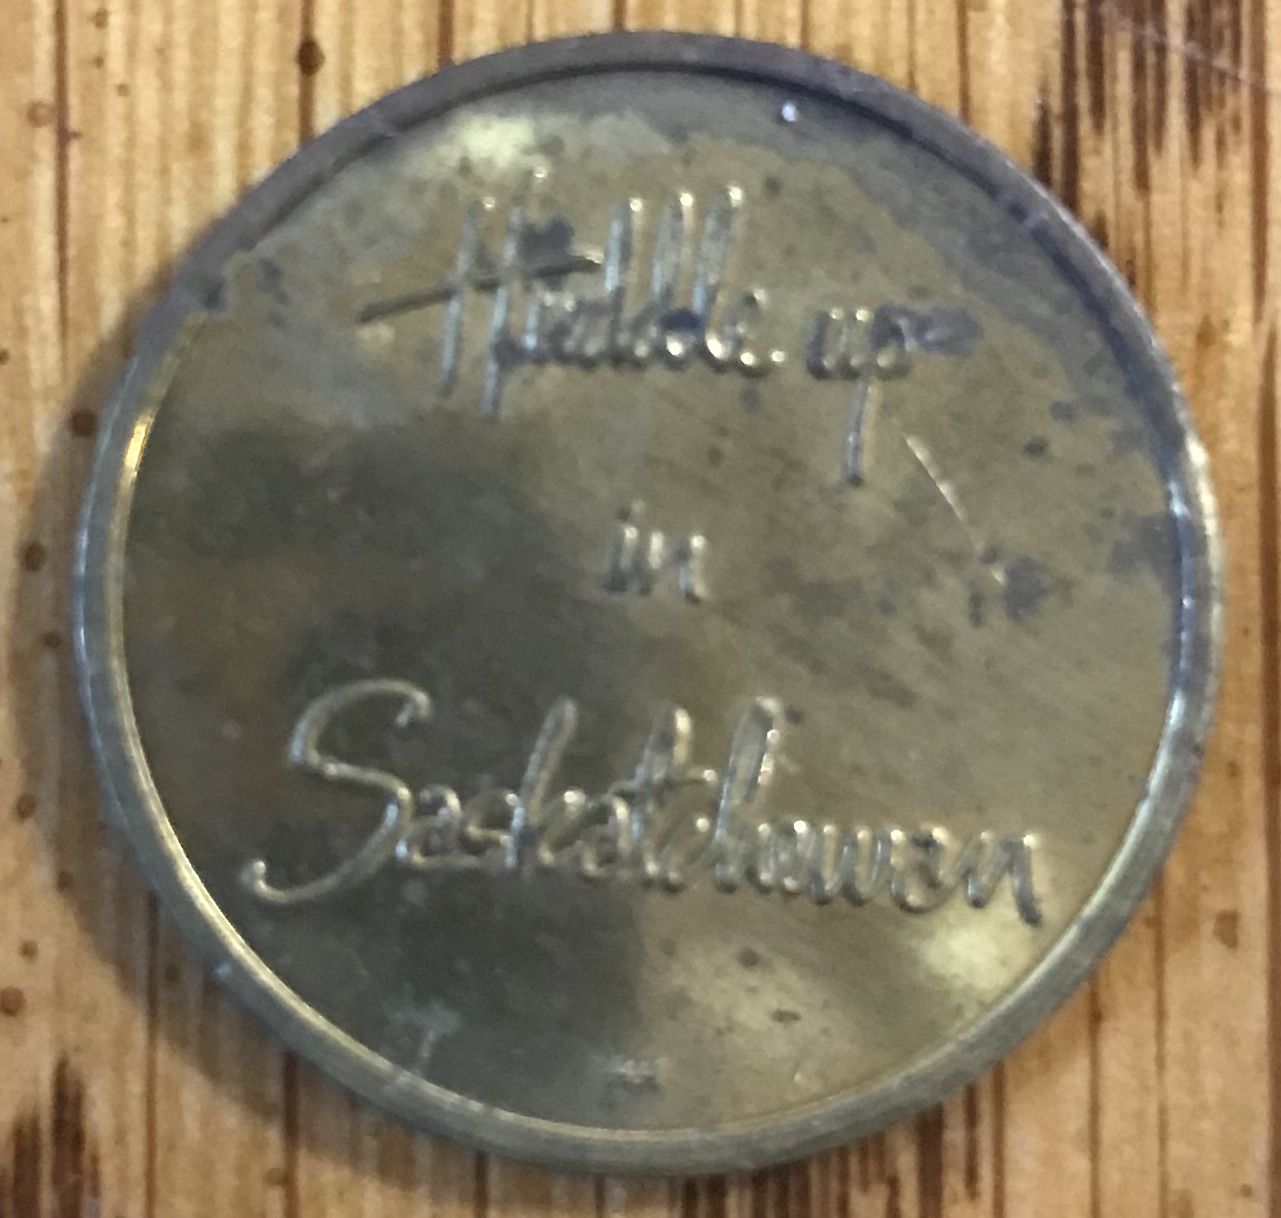 Huddle up
in
Saskatchewan